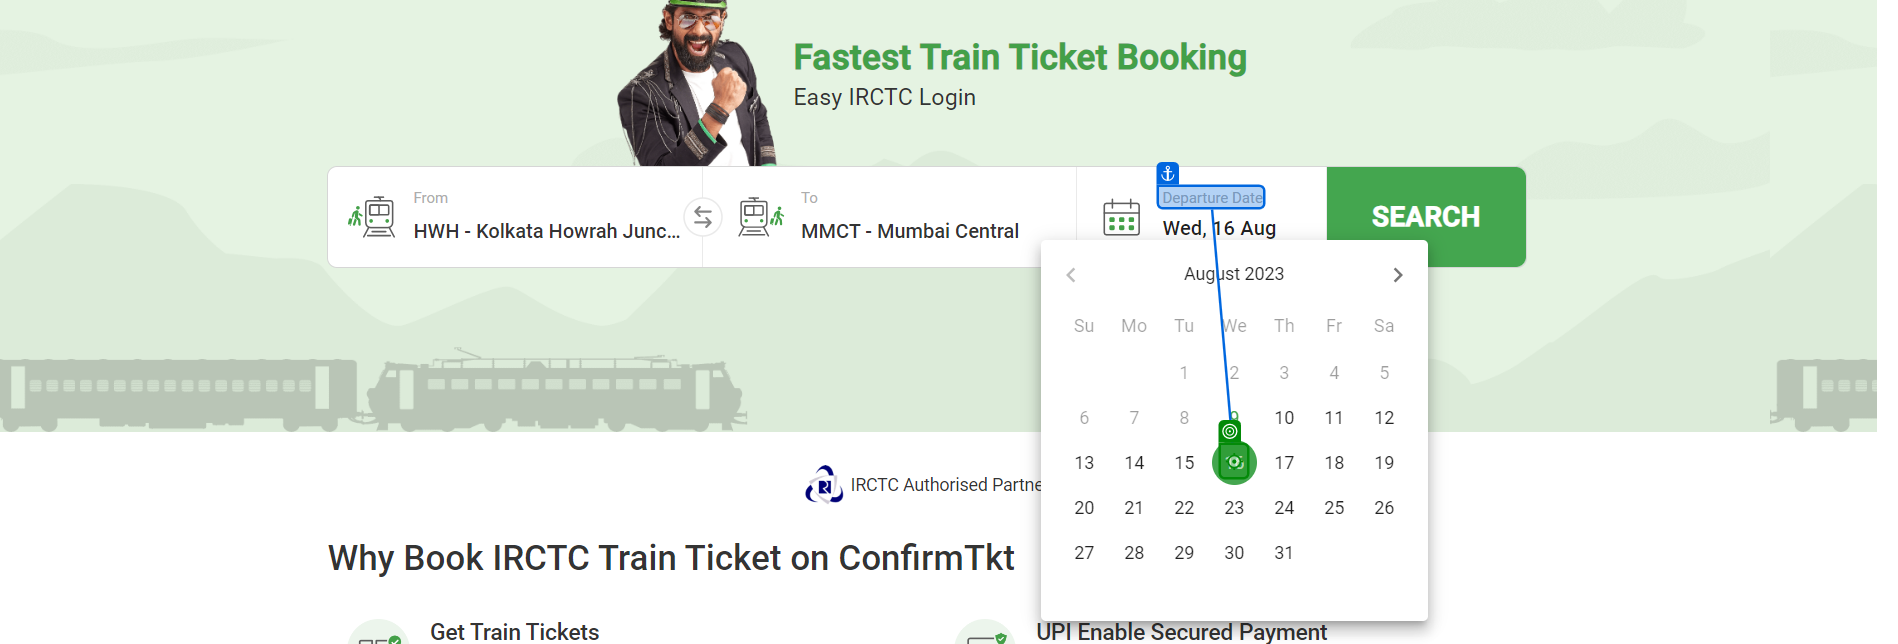 Fastest Train Ticket Booking
Easy IRCTC Login
From
HWH - Kolkata Howrah Junc...
To
MMCT - Mumbai Central
Departure Date
Wed, 16 Aug
SEARCH
August 2023
Su Mo Tu We Th Fr Sa
1 2 3 4 5
6 7 8 9 10 11 12
13 14 15 17 18 19
20 21 22 23 24 25 26
27 28 29 30 31
IRCTC Authorised Partne
Why Book IRCTC Train Ticket on ConfirmTkt
Get Train Tickets
UPI Enable Secured Payment